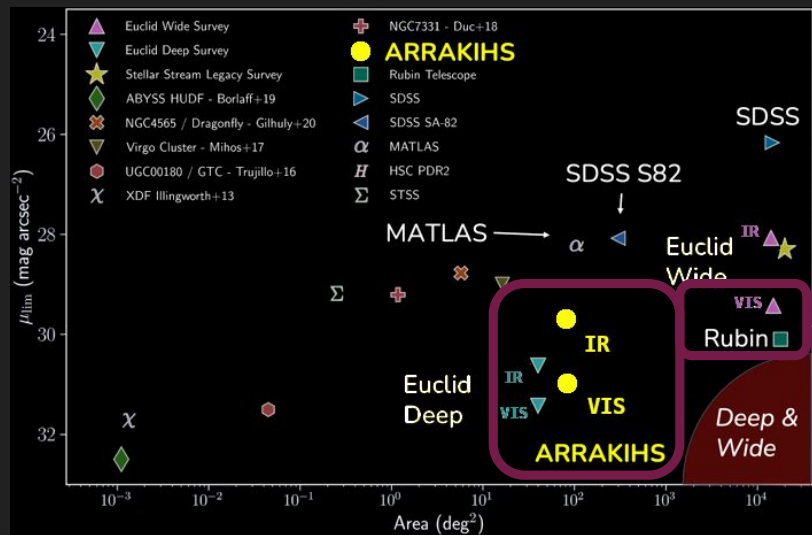 Euclid Wide Survey
Euclid Deep Survey
Stellar Stream Legacy Survey
ABYSS HUDF - Borlaff+19
NGC4565 / Dragonfly - Gilhuly+20
Virgo Cluster - Mihos+17
UGC00180 / GTC - Trujillo+16
χ XDF Illingworth+13
NGC7331 - Duc+18
ARRAKIHS
Rubin Telescope
SDSS
SDSS SA-82
α MATLAS
H HSC PDR2
Σ STSS
SDSS
SDSS S82
MATLAS
α
IR
Euclid
Wide
Σ
VIS
Rubin
IR
IR
VIS
Euclid
Deep
VIS
χ
ARRAKIHS
Deep &
Wide
24
26
28
30
32
μlim (mag arcsec⁻²)
10⁻³ 10⁻² 10⁻¹ 10⁰ 10¹ 10² 10³ 10⁴
Area (deg²)